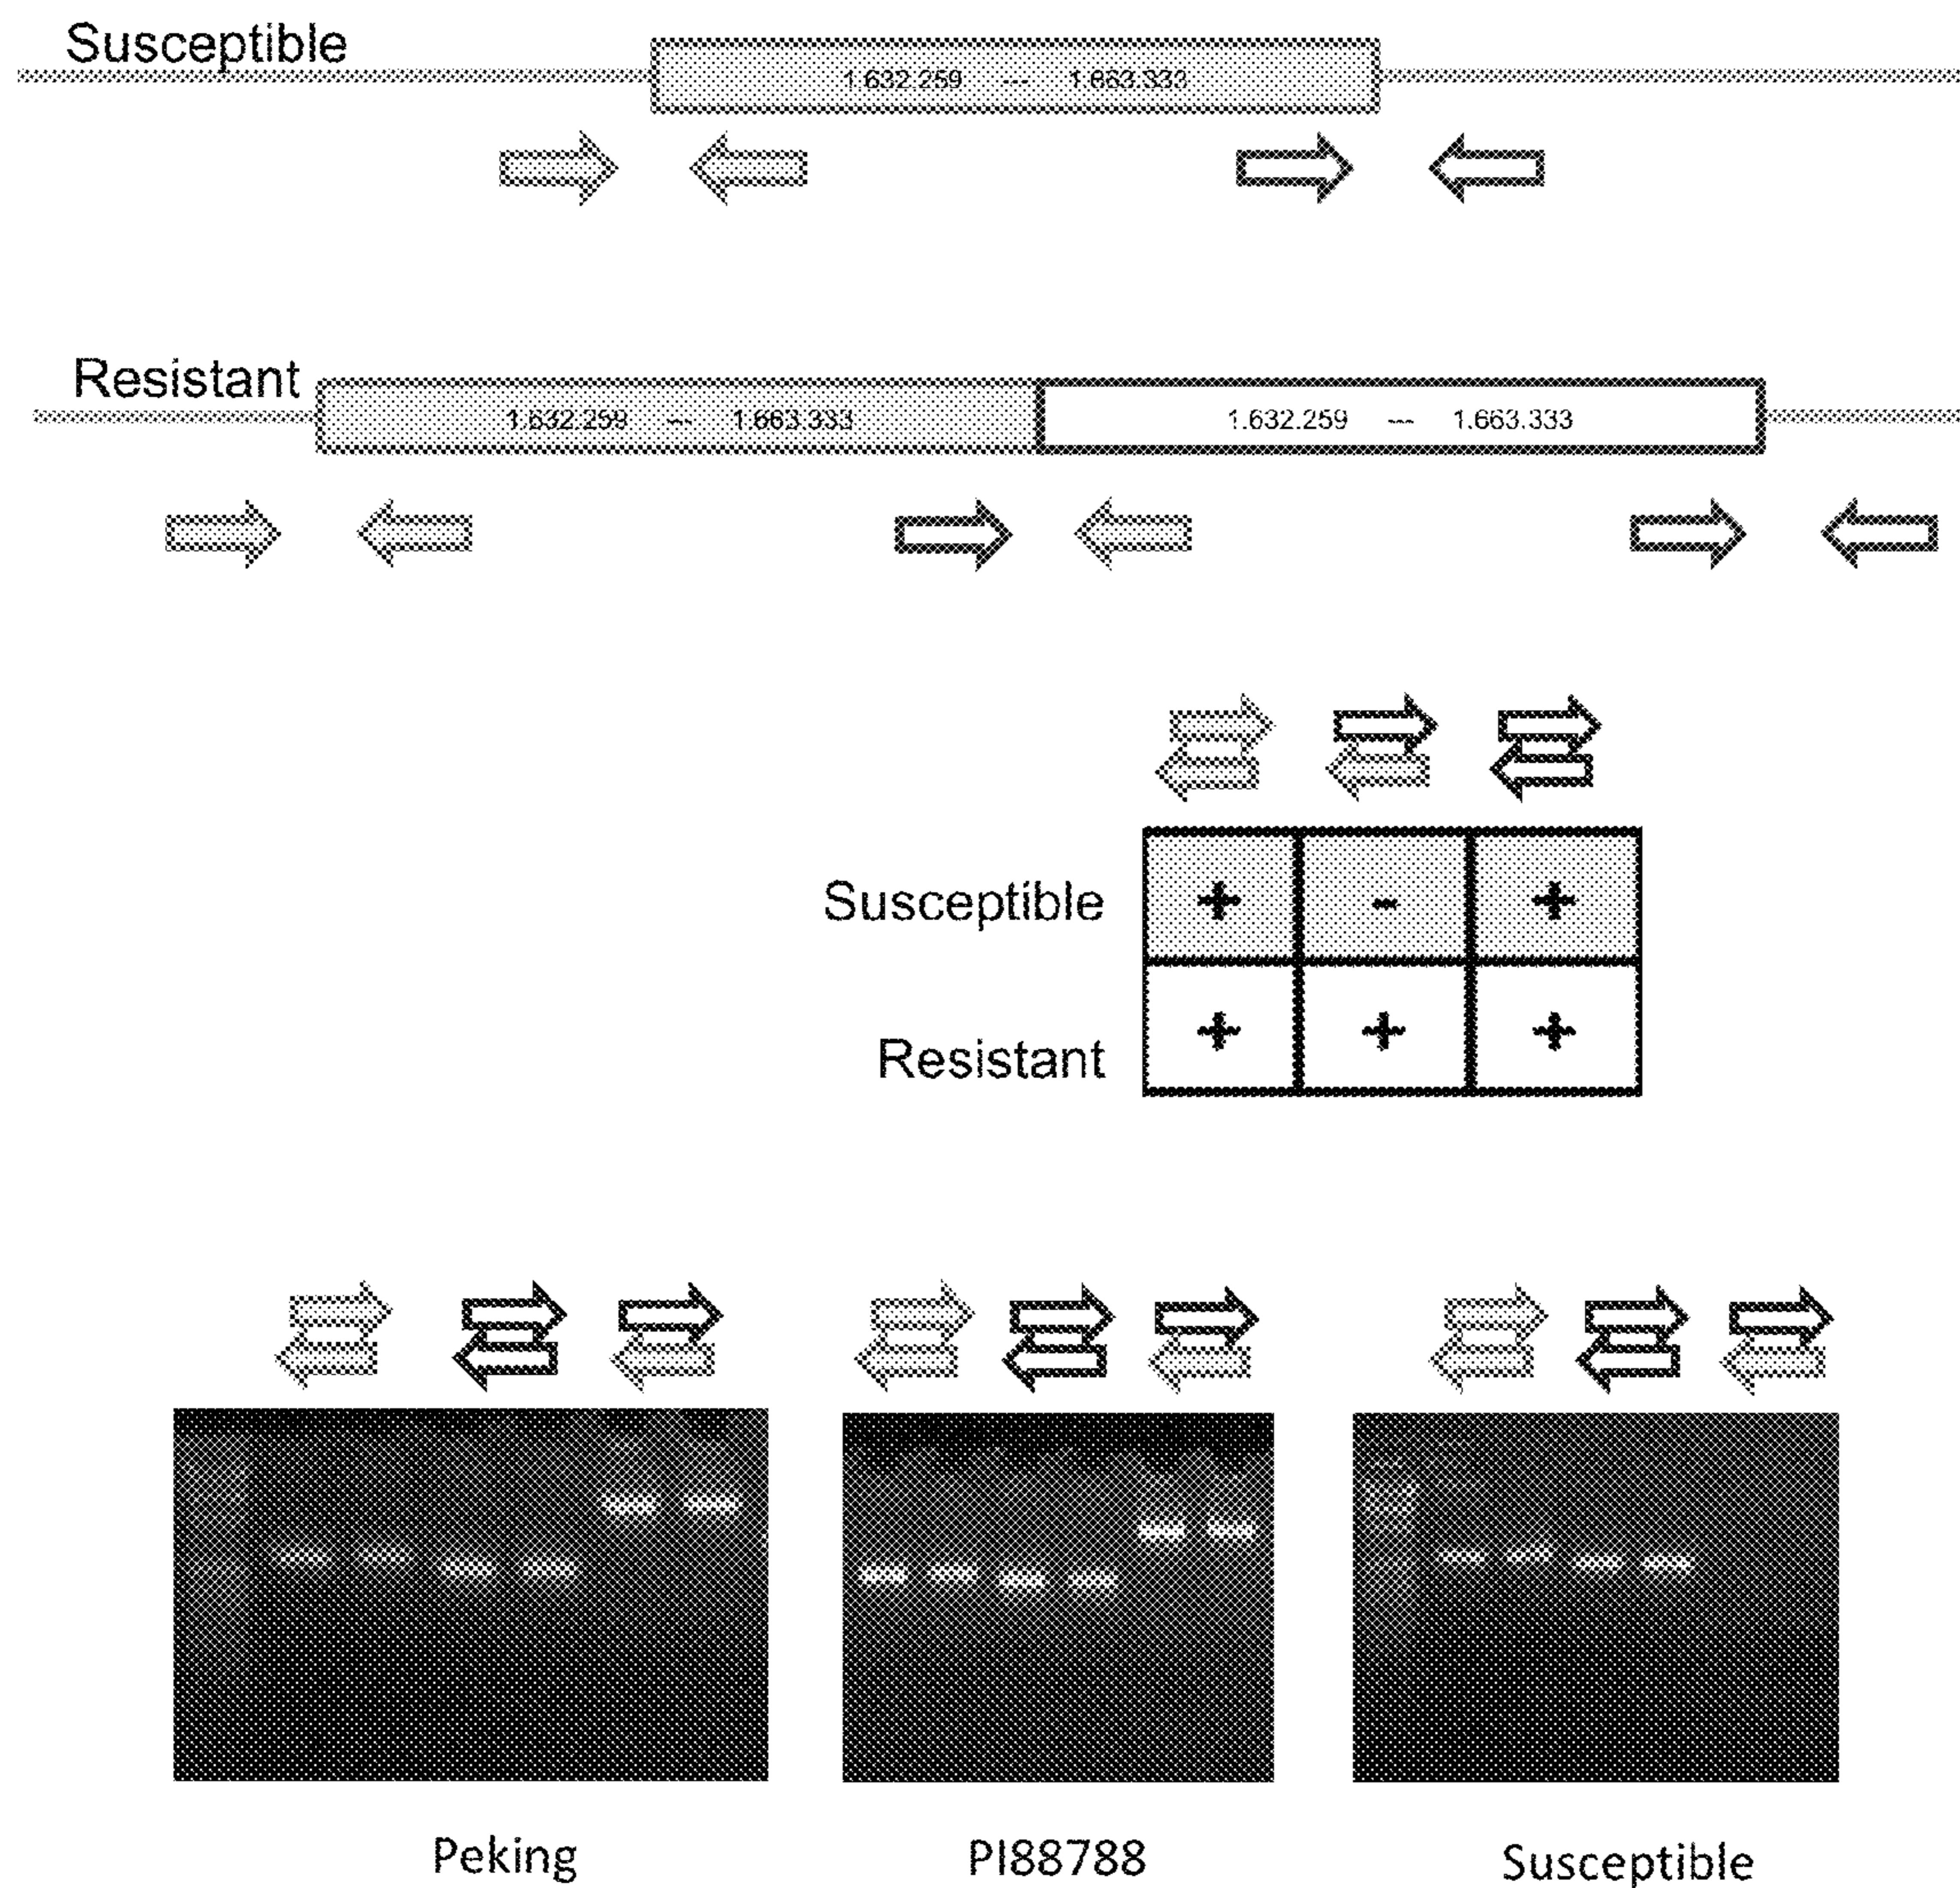 Susceptible
1.632.259 --- 1.663.333
Resistant
1.632.259 --- 1.663.333 1.632.259 --- 1.663.333
Susceptible + - +
Resistant + + +
Peking PI88788 Susceptible